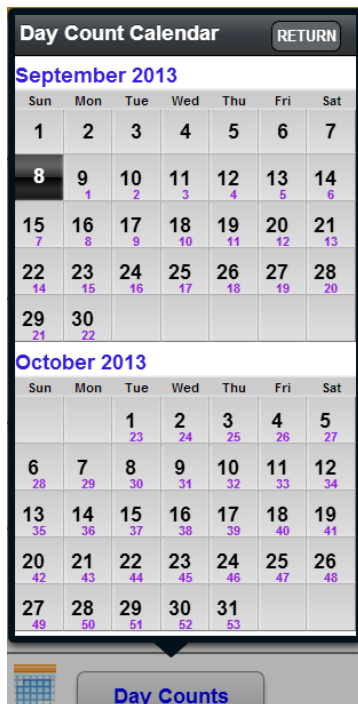 Day Count Calendar RETURN
September 2013
Sun Mon Tue Wed Thu Fri Sat
1 2 3 4 5 6 7
8 9 10 11 12 13 14
1 2 3 4 5 6
15 16 17 18 19 20 21
7 8 9 10 11 12 13
22 23 24 25 26 27 28
14 15 16 17 18 19 20
29 30
21 22
October 2013
Sun Mon Tue Wed Thu Fri Sat
1 2 3 4 5
23 24 25 26 27
6 7 8 9 10 11 12
28 29 30 31 32 33 34
13 14 15 16 17 18 19
35 36 37 38 39 40 41
20 21 22 23 24 25 26
42 43 44 45 46 47 48
27 28 29 30 31
49 50 51 52 53
Day Counts